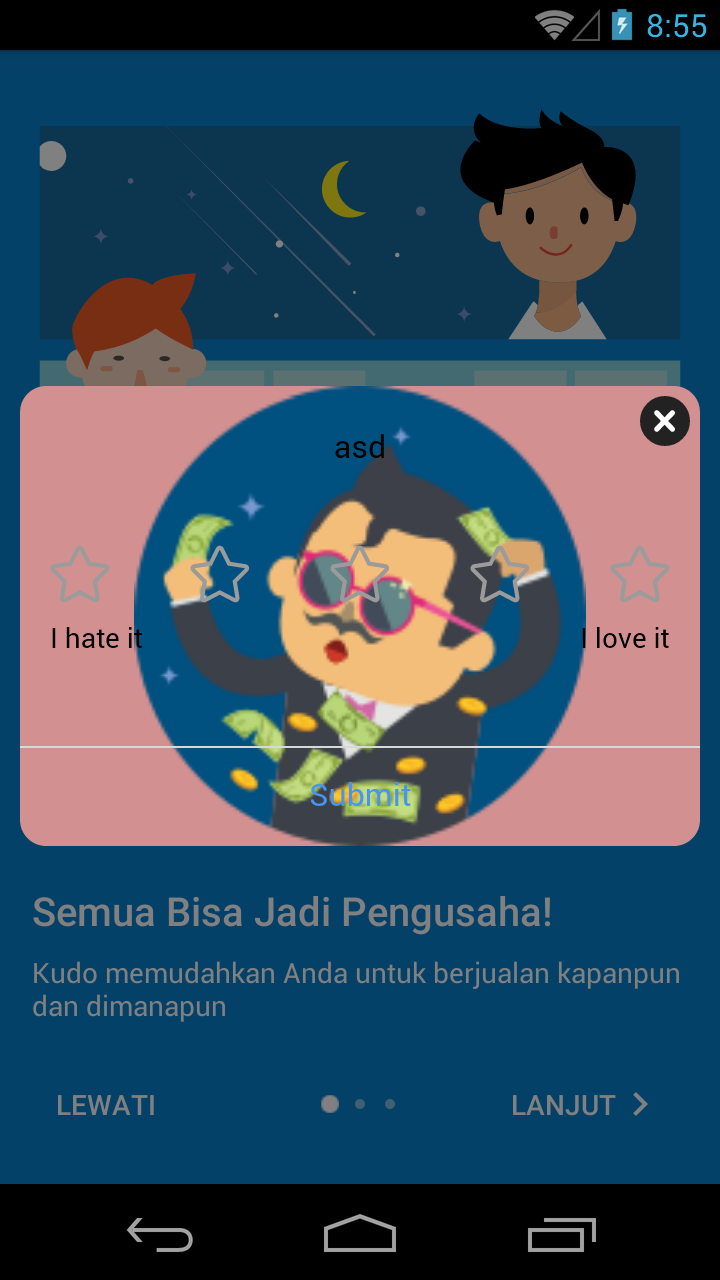 8:55
asd
I hate it
I love it
Submit
Semua Bisa Jadi Pengusaha!
Kudo memudahkan Anda untuk berjualan kapanpun
dan dimanapun
LEWATI
LANJUT